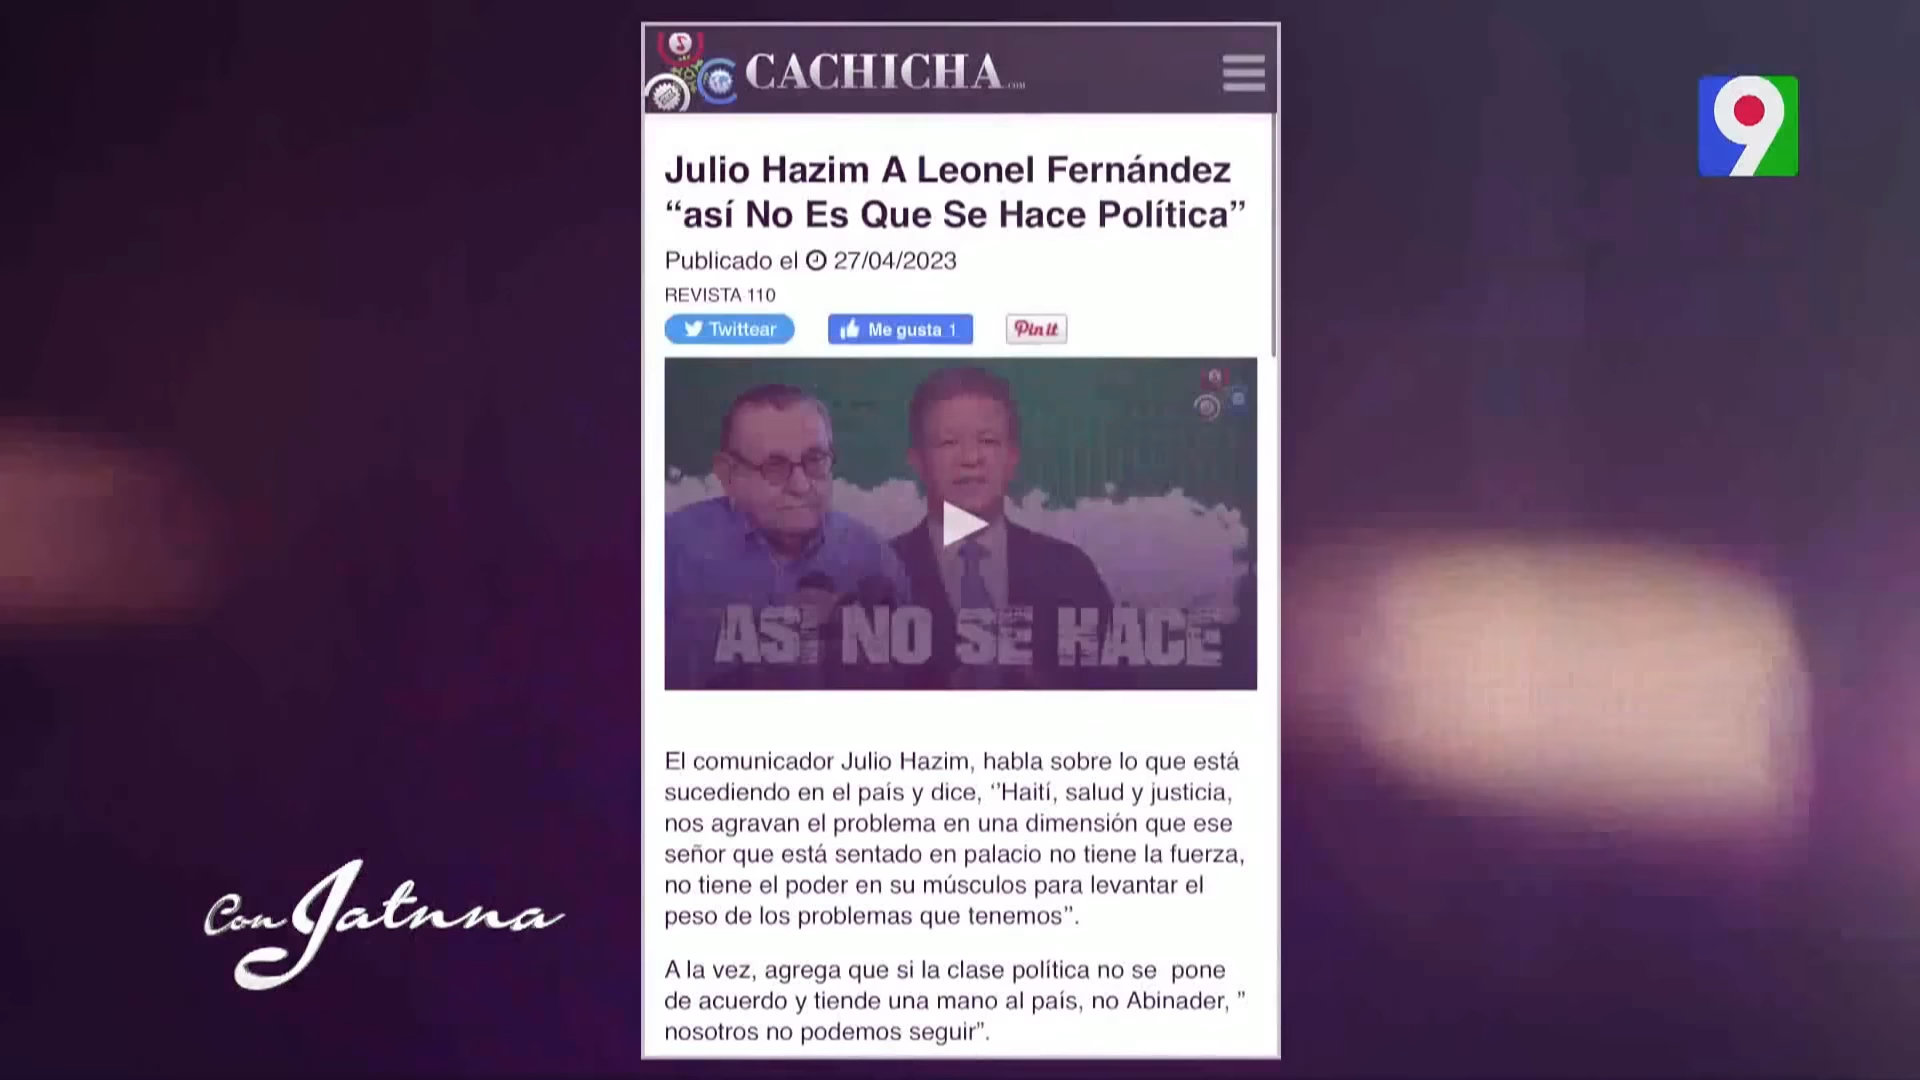 CACHICHA.com
9
Julio Hazim A Leonel Fernández
“así No Es Que Se Hace Política”
Publicado el 27/04/2023
REVISTA 110
Twittear
Me gusta 1
Pin it
ASÍ NO SE HACE
El comunicador Julio Hazim, habla sobre lo que está
sucediendo en el país y dice, “Haití, salud y justicia,
nos agravan el problema en una dimensión que ese
señor que está sentado en palacio no tiene la fuerza,
no tiene el poder en su músculos para levantar el
peso de los problemas que tenemos”.
A la vez, agrega que si la clase política no se pone
de acuerdo y tiende una mano al país, no Abinader, ”
nosotros no podemos seguir”.
Con Jatnna